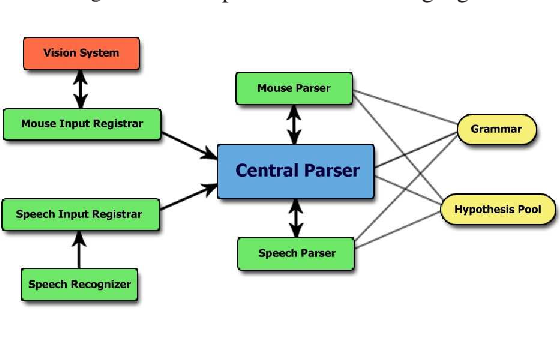 Vision System
Mouse Input Registrar
Mouse Parser
Grammar
Central Parser
Speech Input Registrar
Hypothesis Pool
Speech Parser
Speech Recognizer